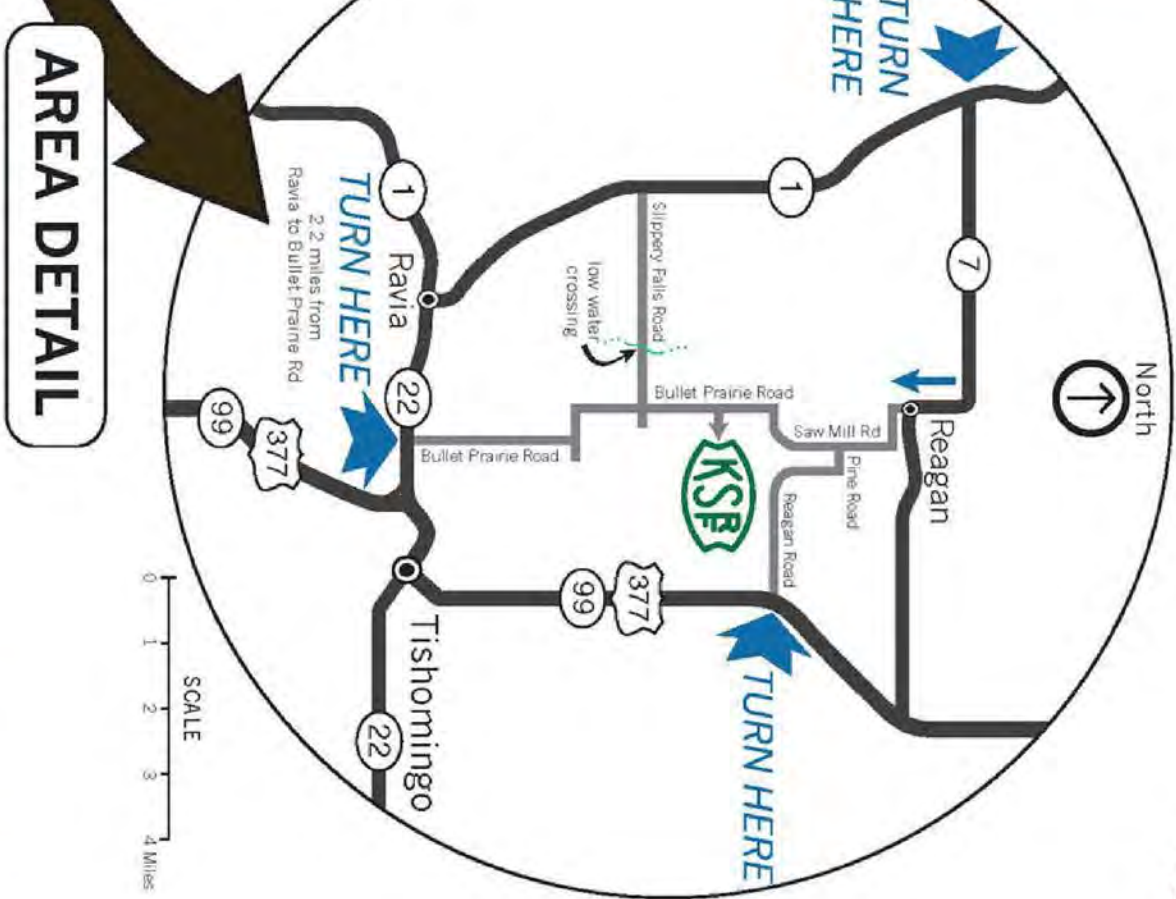 North
TURN
HERE
7
Reagan
1
Saw Mill Rd
Pine Road
Bullet Prairie Road
Reagan Road
KSF
Slippery Falls Road
low water
crossing
377
99
TURN HERE
1
Ravia
22
Bullet Prairie Road
TURN HERE
2.2 miles from
Ravia to Bullet Prairie Rd
Tishomingo
22
377
99
SCALE
0 1 2 3 4 Miles
AREA DETAIL